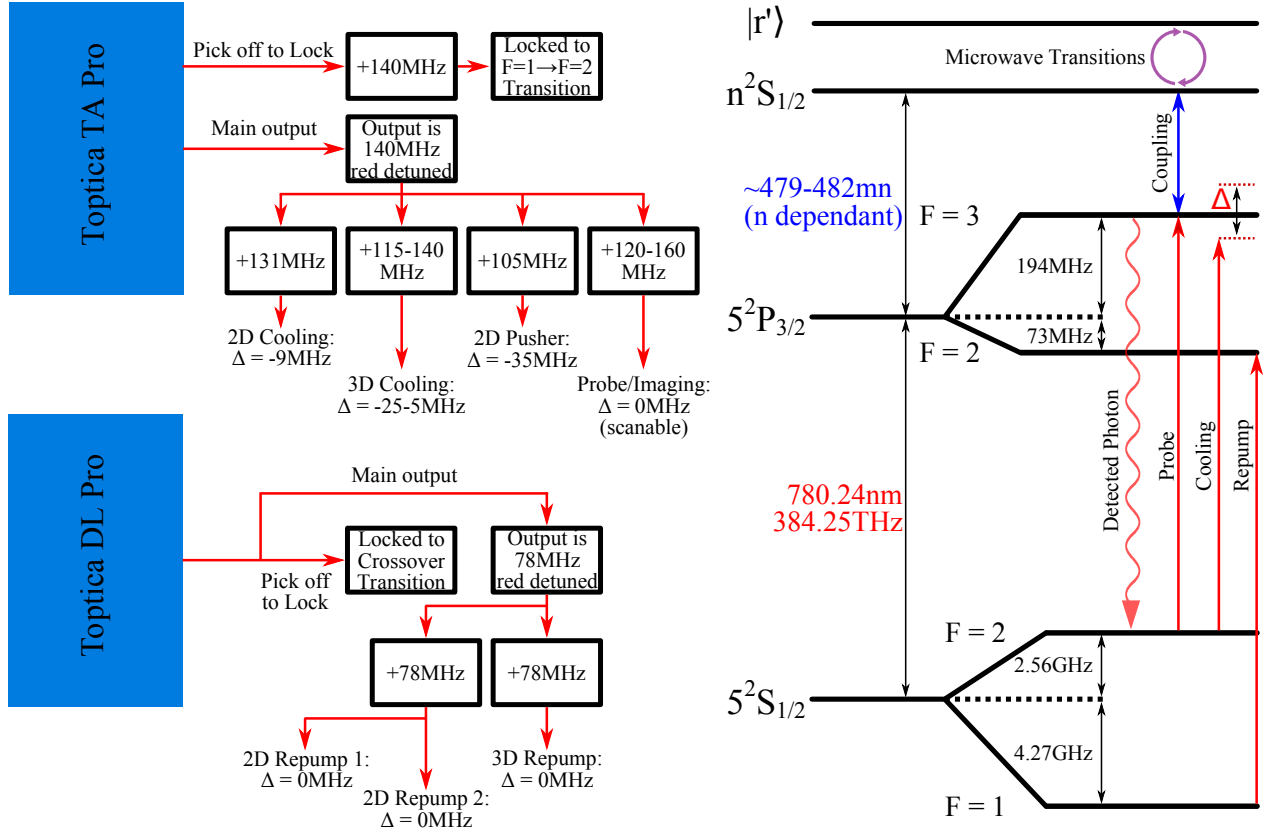 Toptica TA Pro
Pick off to Lock
+140MHz
Locked to
F=1→F=2
Transition
Main output
Output is
140MHz
red detuned
+131MHz
+115-140
MHz
+105MHz
+120-160
MHz
2D Cooling:
Δ = -9MHz
3D Cooling:
Δ = -25-5MHz
2D Pusher:
Δ = -35MHz
Probe/Imaging:
Δ = 0MHz
(scanable)
Toptica DL Pro
Main output
Pick off
to Lock
Locked to
Crossover
Transition
Output is
78MHz
red detuned
+78MHz
+78MHz
2D Repump 1:
Δ = 0MHz
2D Repump 2:
Δ = 0MHz
3D Repump:
Δ = 0MHz
|r'⟩
Microwave Transitions
n²S₁/₂
Coupling
~479-482mn
(n dependant)
F = 3
Δ
194MHz
5²P₃/₂
73MHz
F = 2
780.24nm
384.25THz
Detected Photon
Probe
Cooling
Repump
F = 2
2.56GHz
5²S₁/₂
4.27GHz
F = 1